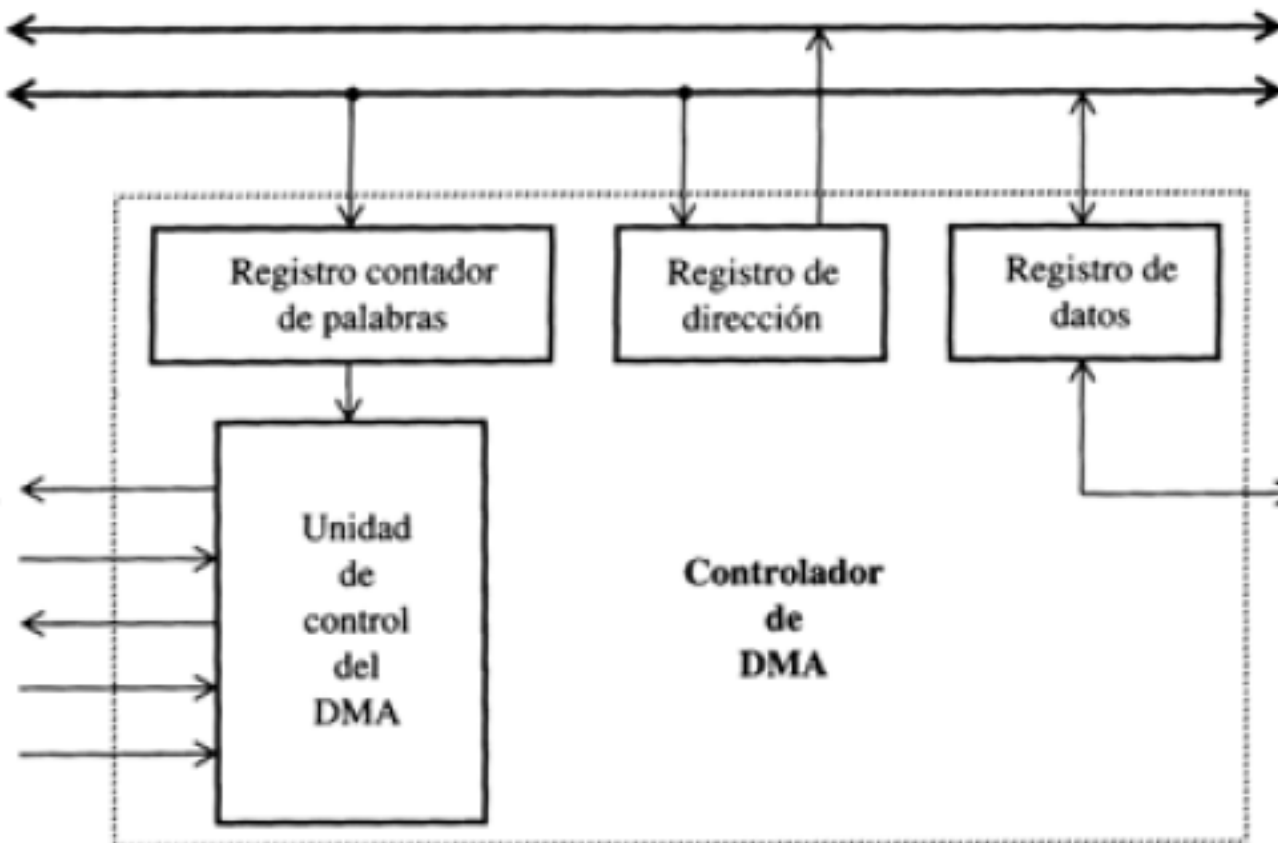 Registro contador
de palabras
Registro de
dirección
Registro de
datos
Unidad
de
control
del
DMA
Controlador
de
DMA